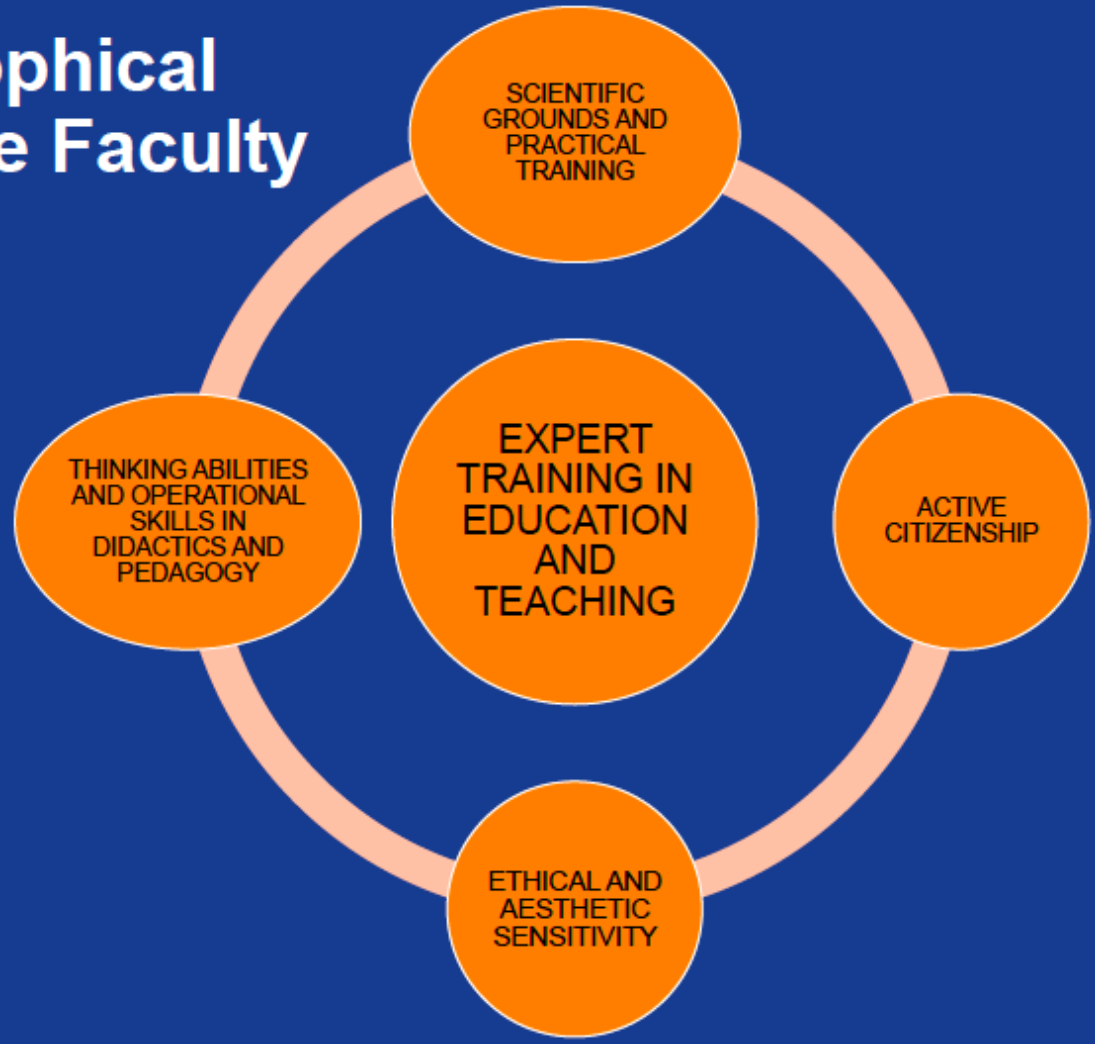 ophical
e Faculty
SCIENTIFIC
GROUNDS AND
PRACTICAL
TRAINING
THINKING ABILITIES
AND OPERATIONAL
SKILLS IN
DIDACTICS AND
PEDAGOGY
EXPERT
TRAINING IN
EDUCATION
AND
TEACHING
ACTIVE
CITIZENSHIP
ETHICAL AND
AESTHETIC
SENSITIVITY